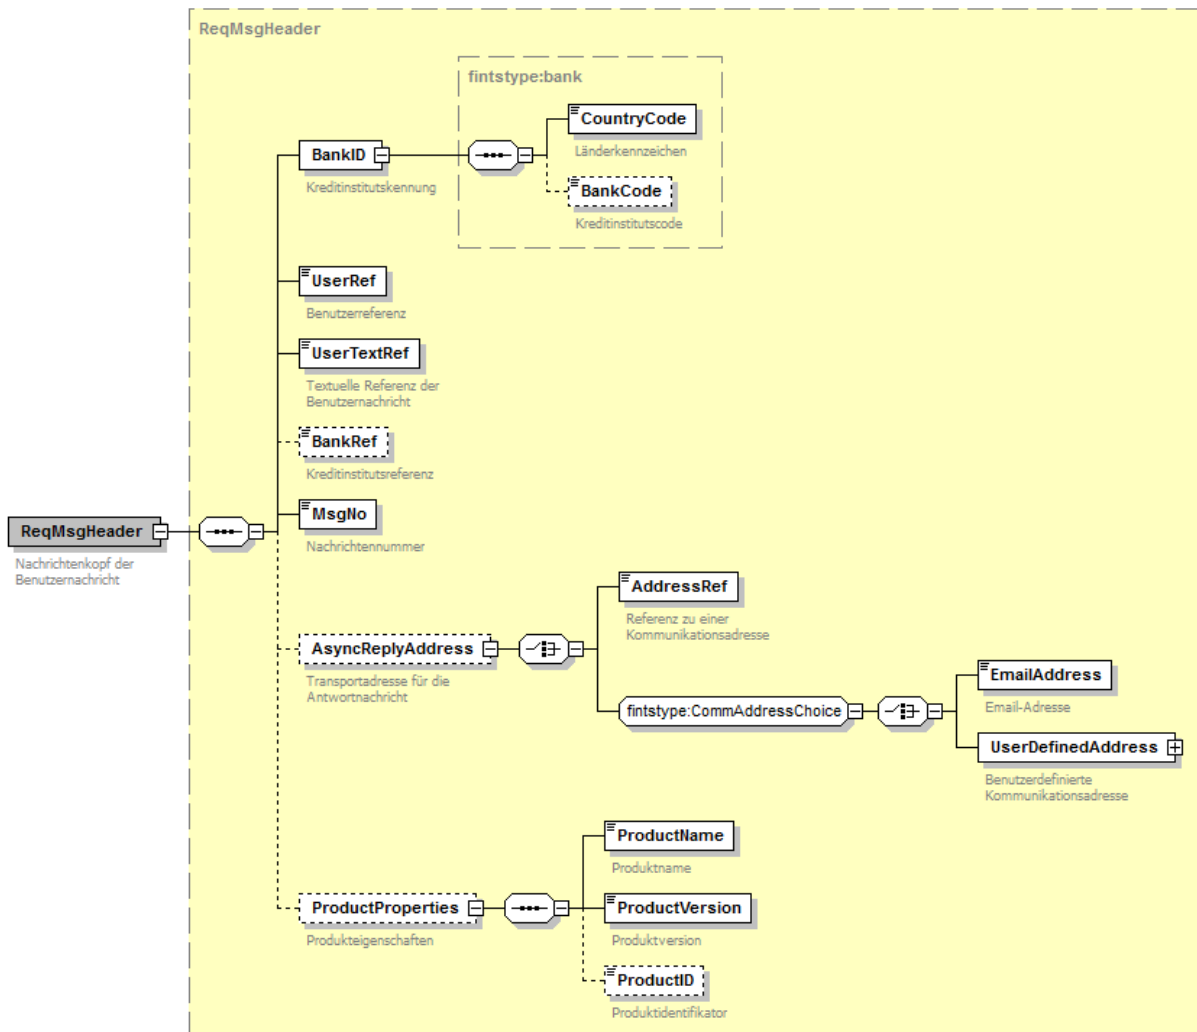 ReqMsgHeader
fintstype:bank
CountryCode
Länderkennzeichen
BankID
Kreditinstitutskennung
BankCode
Kreditinstitutscode
UserRef
Benutzerreferenz
UserTextRef
Textuelle Referenz der
Benutzernachricht
BankRef
Kreditinstitutsreferenz
MsgNo
Nachrichtennummer
ReqMsgHeader
Nachrichtenkopf der
Benutzernachricht
AddressRef
Referenz zu einer
Kommunikationsadresse
AsyncReplyAddress
Transportadresse für die
Antwortnachricht
fintstype:CommAddressChoice
EmailAddress
Email-Adresse
UserDefinedAddress
Benutzerdefinierte
Kommunikationsadresse
ProductName
Produktname
ProductProperties
Produkteigenschaften
ProductVersion
Produktversion
ProductID
Produktidentifikator